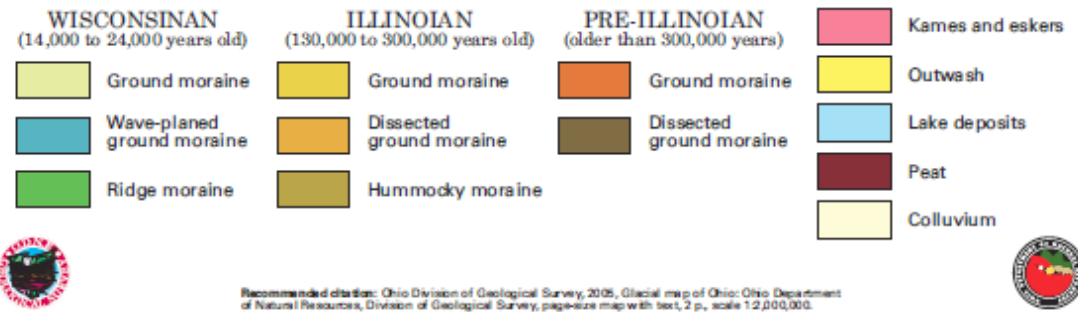 WISCONSINAN
(14,000 to 24,000 years old)
Ground moraine
Wave-planed
ground moraine
Ridge moraine
ILLINOIAN
(130,000 to 300,000 years old)
Ground moraine
Dissected
ground moraine
Hummocky moraine
PRE-ILLINOIAN
(older than 300,000 years)
Ground moraine
Dissected
ground moraine
Kames and eskers
Outwash
Lake deposits
Peat
Colluvium
Recommended citation: Ohio Division of Geological Survey, 2005, Glacial map of Ohio: Ohio Department
of Natural Resources, Division of Geological Survey, page-size map with text, 2 p., scale 1:2,000,000.